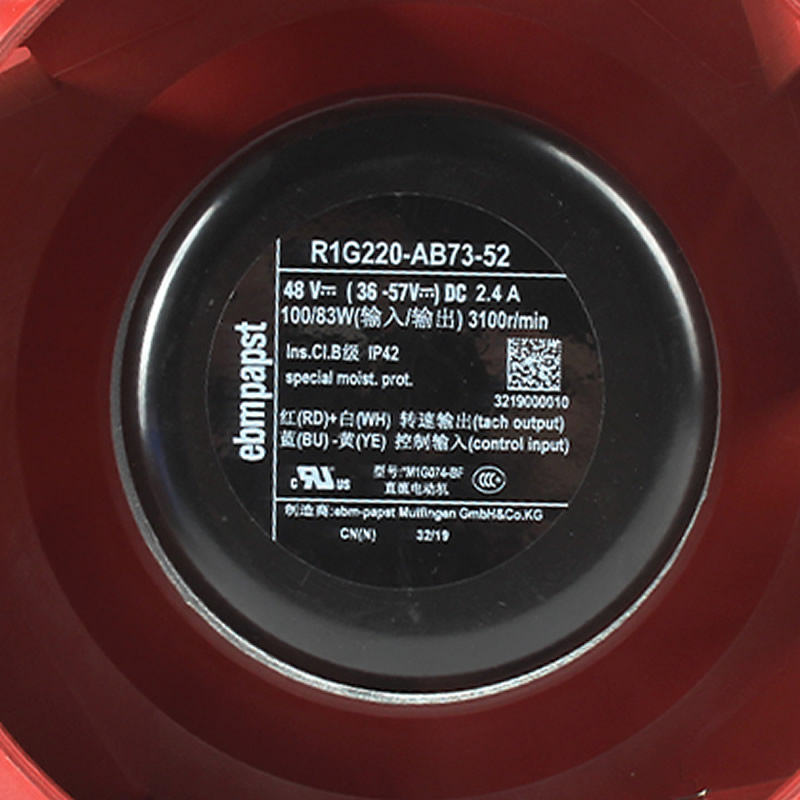 R1G220-AB73-52
48 V⎓ ( 36 -57V⎓) DC 2.4 A
100/83W(输入/输出) 3100r/min
Ins.Cl.B级 IP42
special moist. prot.
3219000010
红(RD)+白(WH) 转速输出(tach output)
蓝(BU) -黄(YE) 控制输入(control input)
c RU US
型号:"M1G074-BF
直流电动机
CCC
制造商:ebm-papst Mulfingen GmbH&Co.KG
CN(N) 32/19
ebmpapst